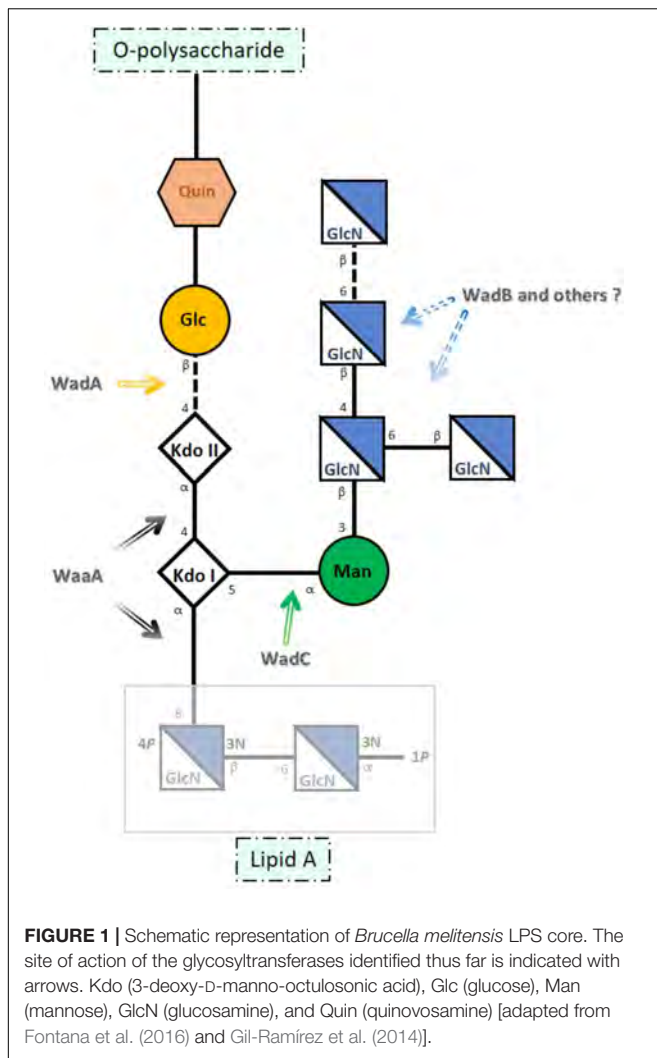 O-polysaccharide
Quin
GlcN
β
6
WadB and others ?
Glc
GlcN
β
β
WadA
4
4
Kdo II
6
β
GlcN
GlcN
α
β
4
3
WaaA
Kdo I
Man
5
α
α
WadC
4P
3N
3N
β
6
α
1P
GlcN
GlcN
Lipid A
FIGURE 1 | Schematic representation of Brucella melitensis LPS core. The
site of action of the glycosyltransferases identified thus far is indicated with
arrows. Kdo (3-deoxy-D-manno-octulosonic acid), Glc (glucose), Man
(mannose), GlcN (glucosamine), and Quin (quinovosamine) [adapted from
Fontana et al. (2016) and Gil-Ramírez et al. (2014)].